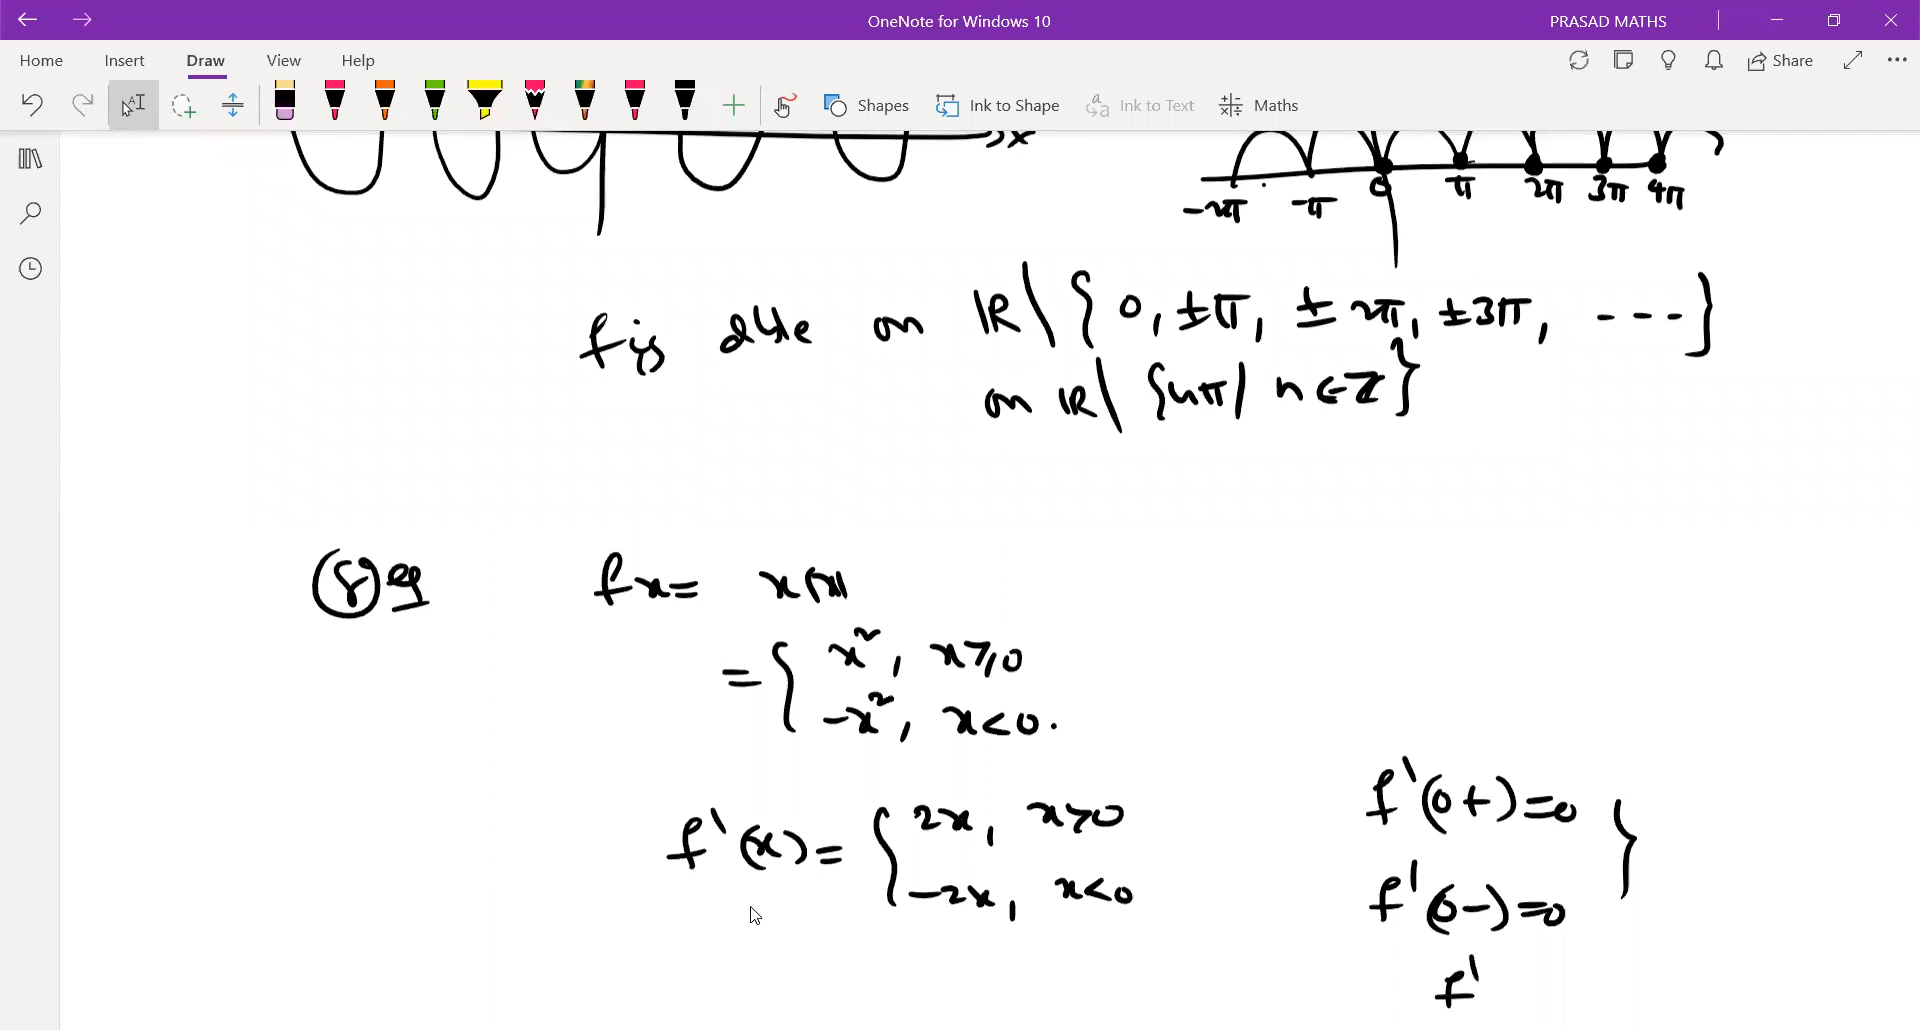 OneNote for Windows 10
PRASAD MATHS
Home Insert Draw View Help
Share
Shapes Ink to Shape Ink to Text Maths
x
-2π -π 0 π 2π 3π 4π
f is on ℝ\{0, ±π, ±2π, ±3π, ---}
on ℝ\{nπ| n∈ℤ}
(8) eg fx= x|x|
= { x², x≥0
-x², x<0.
f'(x)= { 2x, x>0
-2x, x<0
f'(0+)=0 }
f'(0-)=0
f'